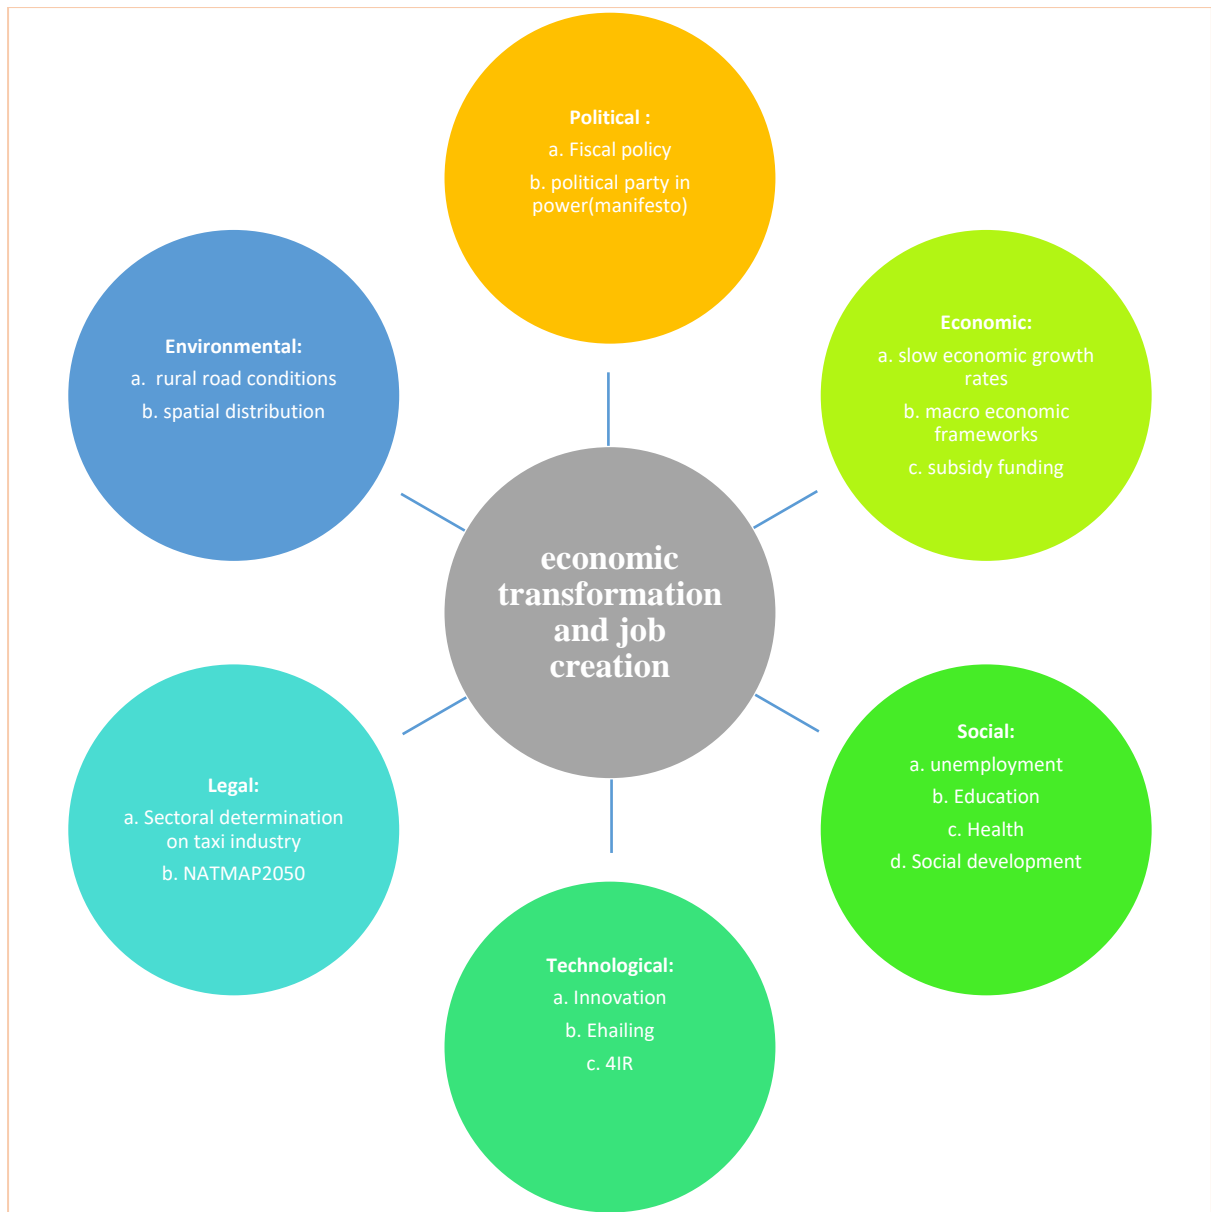 Political :
a. Fiscal policy
b. political party in
power(manifesto)
Economic:
a. slow economic growth
rates
b. macro economic
frameworks
c. subsidy funding
Social:
a. unemployment
b. Education
c. Health
d. Social development
Technological:
a. Innovation
b. Ehailing
c. 4IR
Legal:
a. Sectoral determination
on taxi industry
b. NATMAP2050
Environmental:
a. rural road conditions
b. spatial distribution
economic
transformation
and job
creation